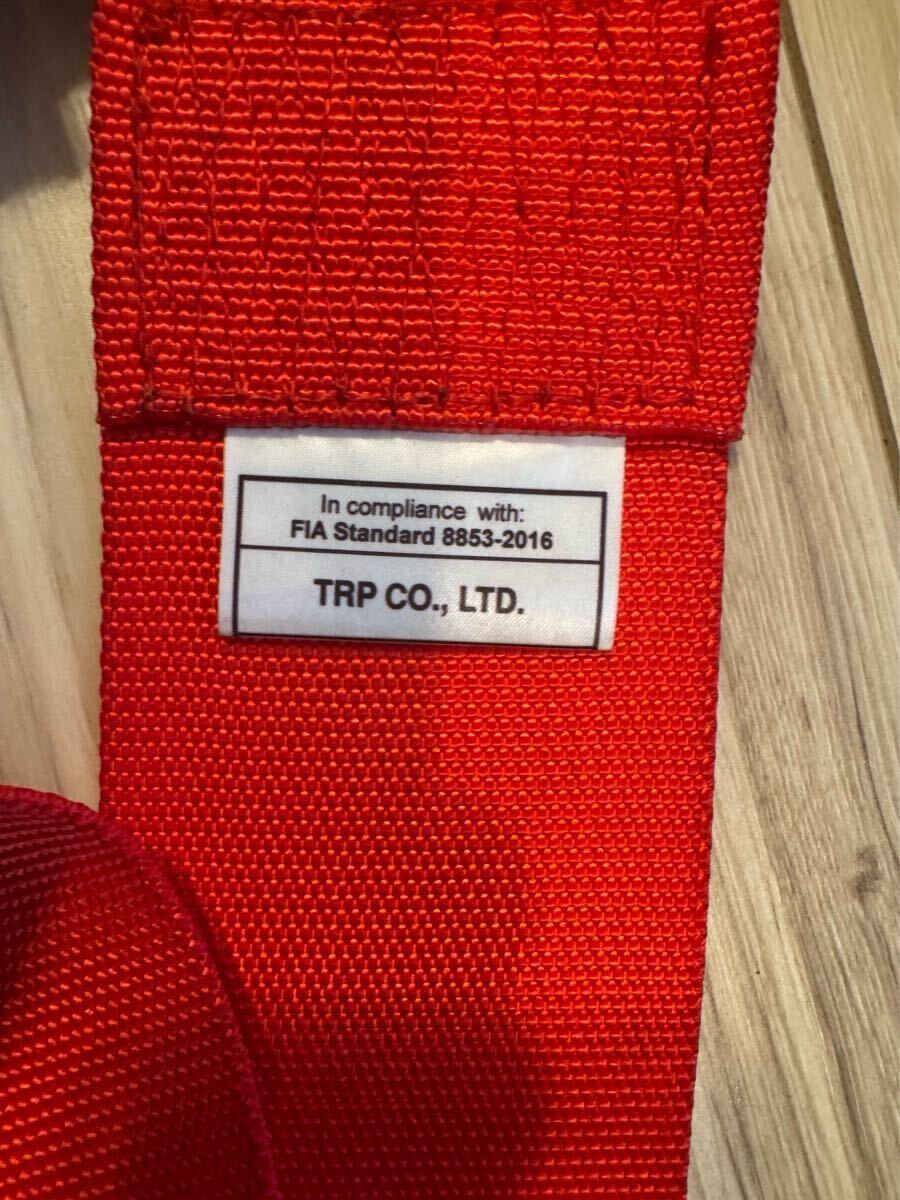 In compliance with:
FIA Standard 8853-2016
TRP CO., LTD.